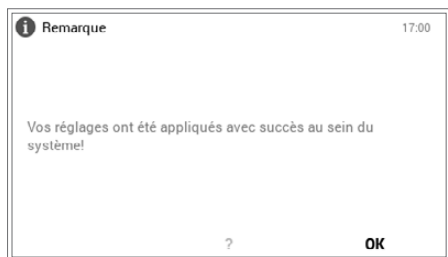 Remarque 17:00
Vos réglages ont été appliqués avec succès au sein du
système!
? OK